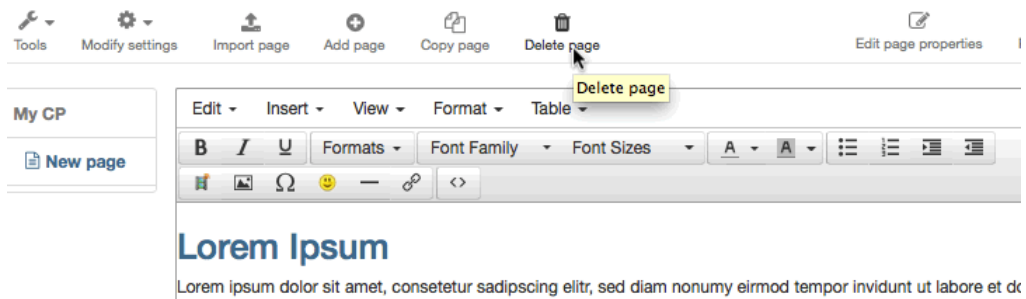 Tools Modify settings Import page Add page Copy page Delete page Edit page properties
Delete page
My CP
New page
Edit Insert View Format Table
B I U Formats Font Family Font Sizes A A
Ω <>
Lorem Ipsum
Lorem ipsum dolor sit amet, consetetur sadipscing elitr, sed diam nonumy eirmod tempor invidunt ut labore et do